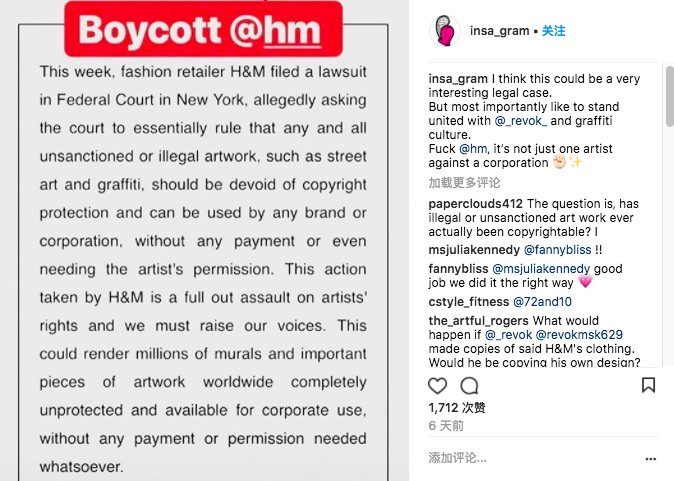 Boycott @hm
This week, fashion retailer H&M filed a lawsuit
in Federal Court in New York, allegedly asking
the court to essentially rule that any and all
unsanctioned or illegal artwork, such as street
art and graffiti, should be devoid of copyright
protection and can be used by any brand or
corporation, without any payment or even
needing the artist's permission. This action
taken by H&M is a full out assault on artists'
rights and we must raise our voices. This
could render millions of murals and important
pieces of artwork worldwide completely
unprotected and available for corporate use,
without any payment or permission needed
whatsoever.
insa_gram • 关注
insa_gram I think this could be a very
interesting legal case.
But most importantly like to stand
united with @_revok_ and graffiti
culture.
Fuck @hm, it's not just one artist
against a corporation ✊🏻✨
加载更多评论
paperclouds412 The question is, has
illegal or unsanctioned art work ever
actually been copyrightable? I
msjuliakennedy @fannybliss !!
fannybliss @msjuliakennedy good
job we did it the right way 💗
cstyle_fitness @72and10
the_artful_rogers What would
happen if @_revok @revokmsk629
made copies of said H&M's clothing.
Would he be copying his own design?
1,712 次赞
6 天前
添加评论...